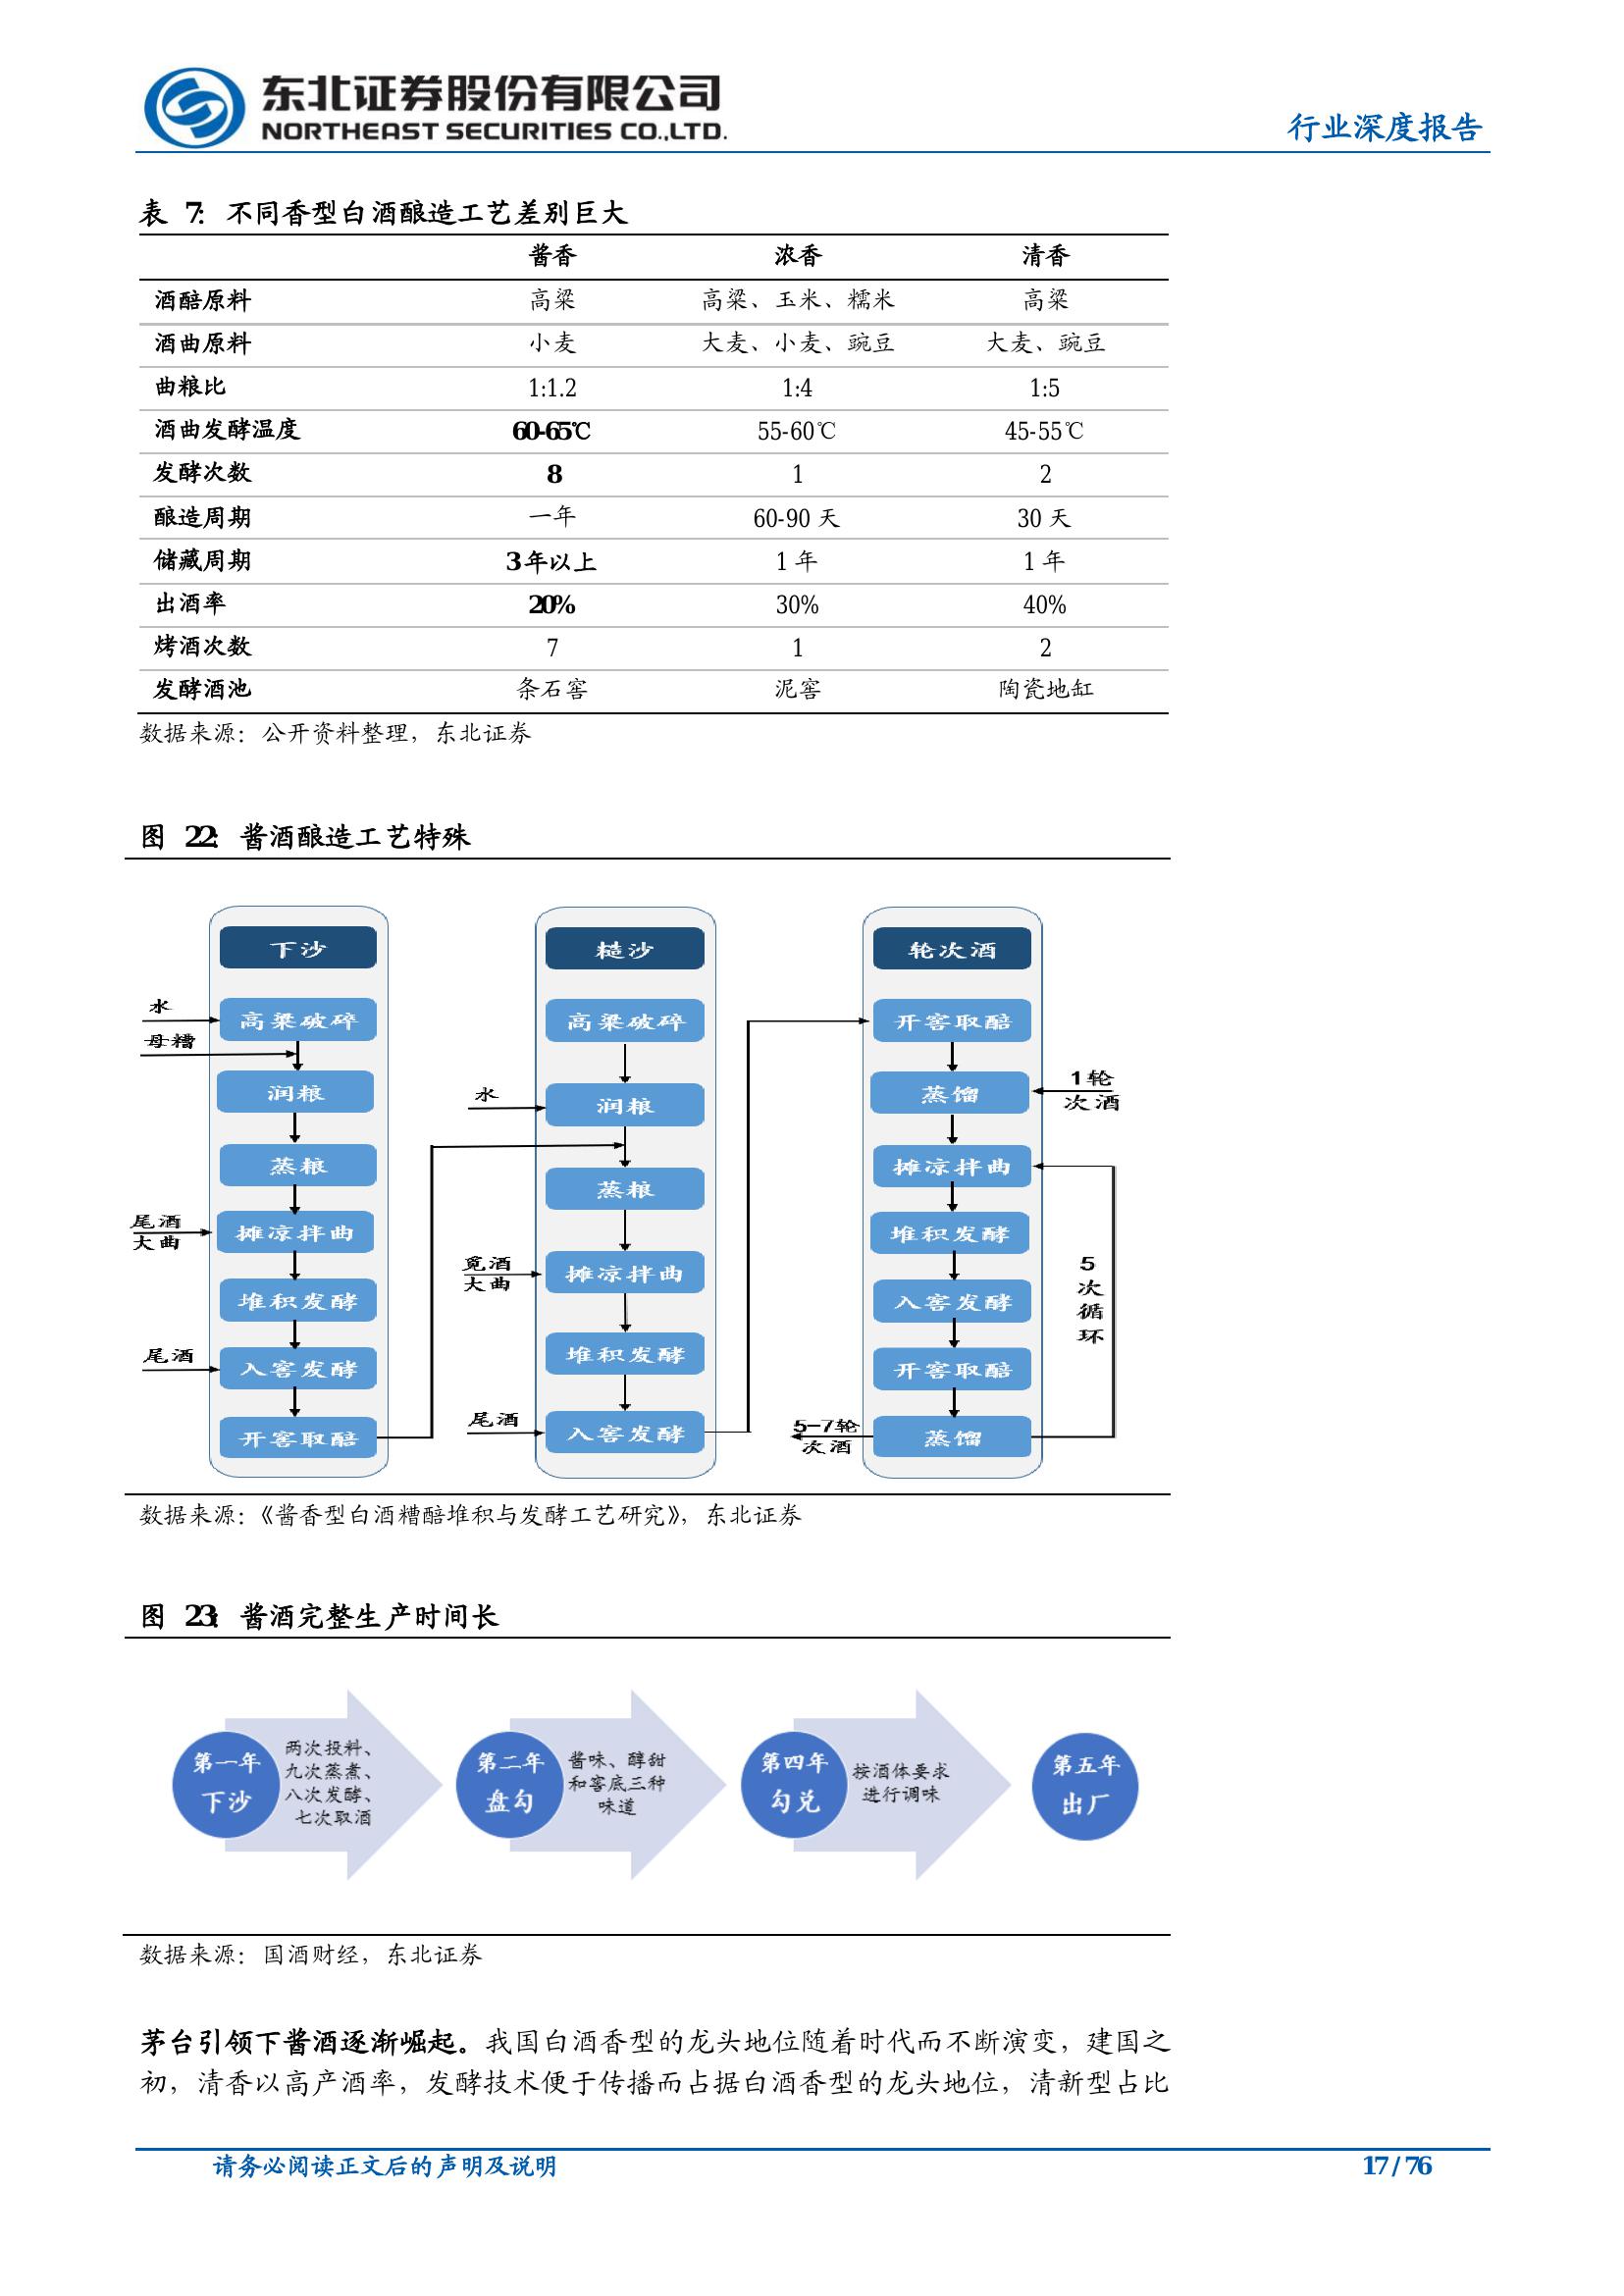 东北证券股份有限公司
NORTHEAST SECURITIES CO.,LTD.
行业深度报告
表 7: 不同香型白酒酿造工艺差别巨大
酱香 浓香 清香
酒醅原料 高粱 高粱、玉米、糯米 高粱
酒曲原料 小麦 大麦、小麦、豌豆 大麦、豌豆
曲粮比 1:1.2 1:4 1:5
酒曲发酵温度 60-65℃ 55-60℃ 45-55℃
发酵次数 8 1 2
酿造周期 一年 60-90 天 30 天
储藏周期 3年以上 1 年 1 年
出酒率 20% 30% 40%
烤酒次数 7 1 2
发酵酒池 条石窖 泥窖 陶瓷地缸
数据来源：公开资料整理，东北证券
图 22: 酱酒酿造工艺特殊
下沙
水
高粱破碎
母糟
润粮
蒸粮
尾酒
大曲
摊凉拌曲
堆积发酵
尾酒
入窖发酵
开窖取醅
糙沙
高粱破碎
水
润粮
蒸粮
觅酒
大曲
摊凉拌曲
堆积发酵
尾酒
入窖发酵
轮次酒
开窖取醅
蒸馏
1轮
次酒
摊凉拌曲
堆积发酵
入窖发酵
开窖取醅
蒸馏
5
次
循
环
5-7轮
次酒
数据来源：《酱香型白酒糟醅堆积与发酵工艺研究》，东北证券
图 23: 酱酒完整生产时间长
第一年
下沙
两次投料、
九次蒸煮、
八次发酵、
七次取酒
第二年
盘勾
酱味、醇甜
和窖底三种
味道
第四年
勾兑
按酒体要求
进行调味
第五年
出厂
数据来源：国酒财经，东北证券
茅台引领下酱酒逐渐崛起。我国白酒香型的龙头地位随着时代而不断演变，建国之
初，清香以高产酒率，发酵技术便于传播而占据白酒香型的龙头地位，清新型占比
请务必阅读正文后的声明及说明
17 / 76